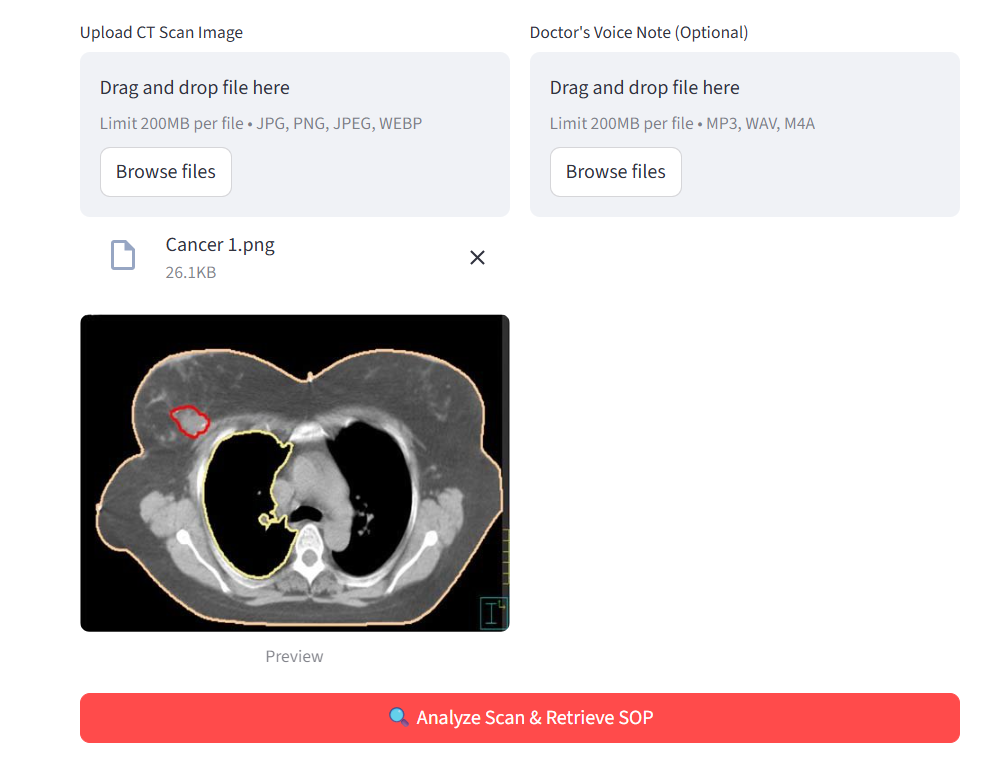 Upload CT Scan Image
Drag and drop file here
Limit 200MB per file • JPG, PNG, JPEG, WEBP
Browse files
Cancer 1.png
26.1KB
Preview
Doctor's Voice Note (Optional)
Drag and drop file here
Limit 200MB per file • MP3, WAV, M4A
Browse files
🔍 Analyze Scan & Retrieve SOP